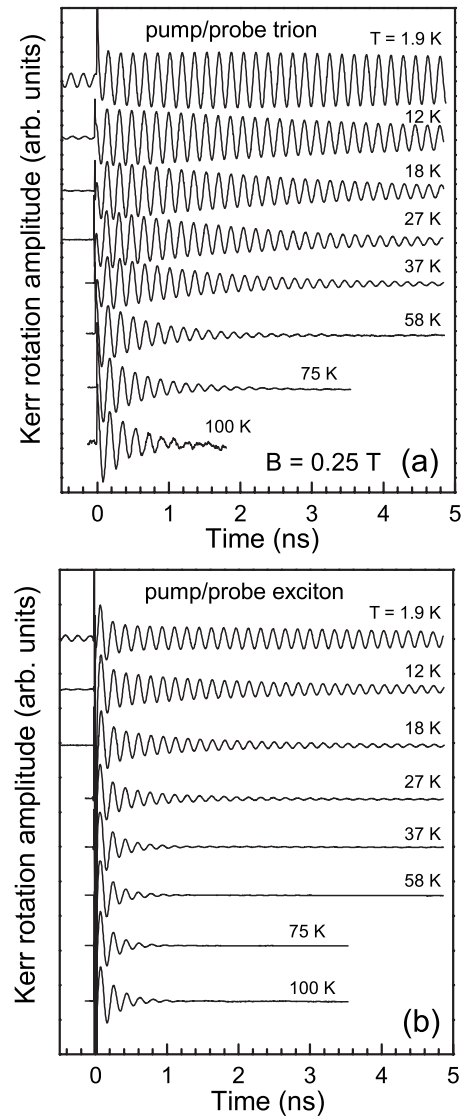 pump/probe trion
T = 1.9 K
12 K
18 K
27 K
37 K
58 K
75 K
100 K
B = 0.25 T (a)
Kerr rotation amplitude (arb. units)
0 1 2 3 4 5
Time (ns)
pump/probe exciton
T = 1.9 K
12 K
18 K
27 K
37 K
58 K
75 K
100 K
(b)
Kerr rotation amplitude (arb. units)
0 1 2 3 4 5
Time (ns)